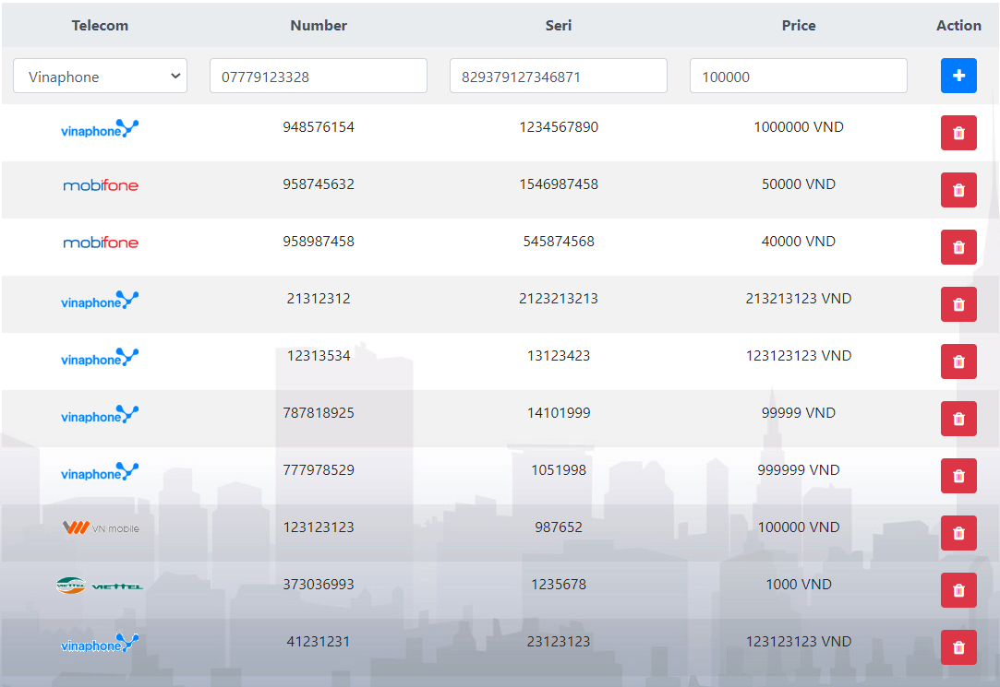 Telecom Number Seri Price Action
Vinaphone 07779123328 829379127346871 100000
vinaphone 948576154 1234567890 1000000 VND
mobifone 958745632 1546987458 50000 VND
mobifone 958987458 545874568 40000 VND
vinaphone 21312312 2123213213 213213123 VND
vinaphone 12313534 13123423 123123123 VND
vinaphone 787818925 14101999 99999 VND
vinaphone 777978529 1051998 999999 VND
VN mobile 123123123 987652 100000 VND
VIETTEL VIETTEL 373036993 1235678 1000 VND
vinaphone 41231231 23123123 123123123 VND